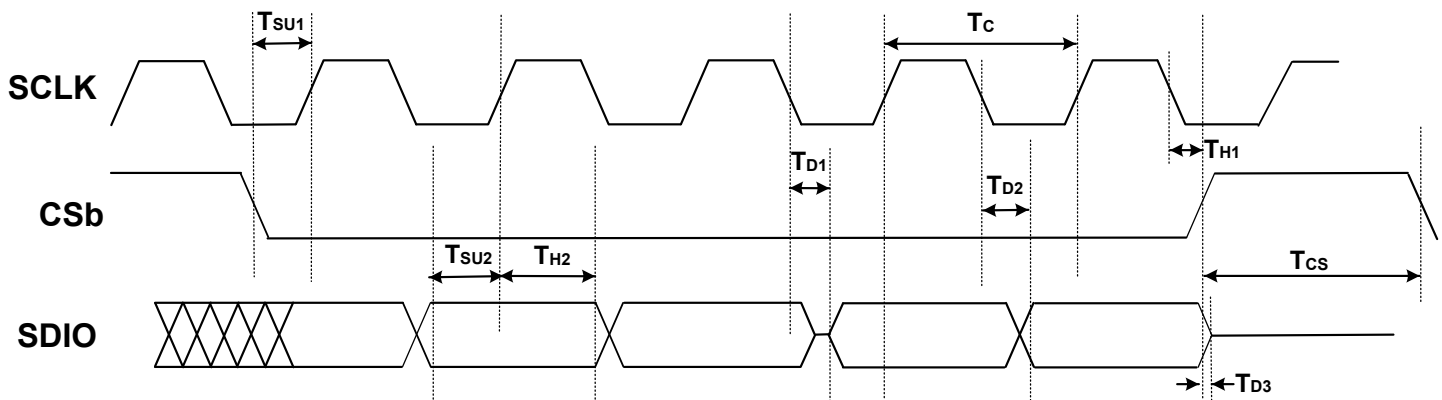 TSU1
TC
SCLK
TH1
TD1
TD2
CSb
TSU2
TH2
TCS
SDIO
TD3